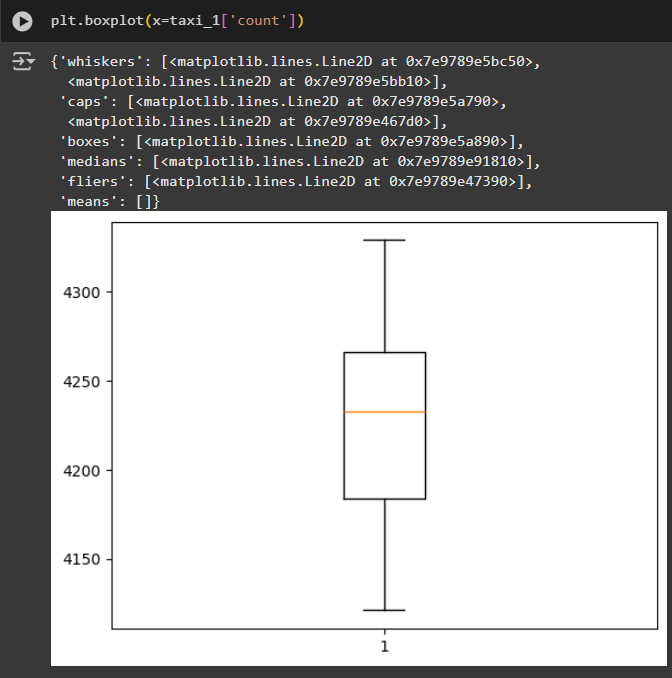 plt.boxplot(x=taxi_1['count'])
{'whiskers': [<matplotlib.lines.Line2D at 0x7e9789e5bc50>,
<matplotlib.lines.Line2D at 0x7e9789e5bb10>],
'caps': [<matplotlib.lines.Line2D at 0x7e9789e5a790>,
<matplotlib.lines.Line2D at 0x7e9789e467d0>],
'boxes': [<matplotlib.lines.Line2D at 0x7e9789e5a890>],
'medians': [<matplotlib.lines.Line2D at 0x7e9789e91810>],
'fliers': [<matplotlib.lines.Line2D at 0x7e9789e47390>],
'means': []}
4300
4250
4200
4150
1